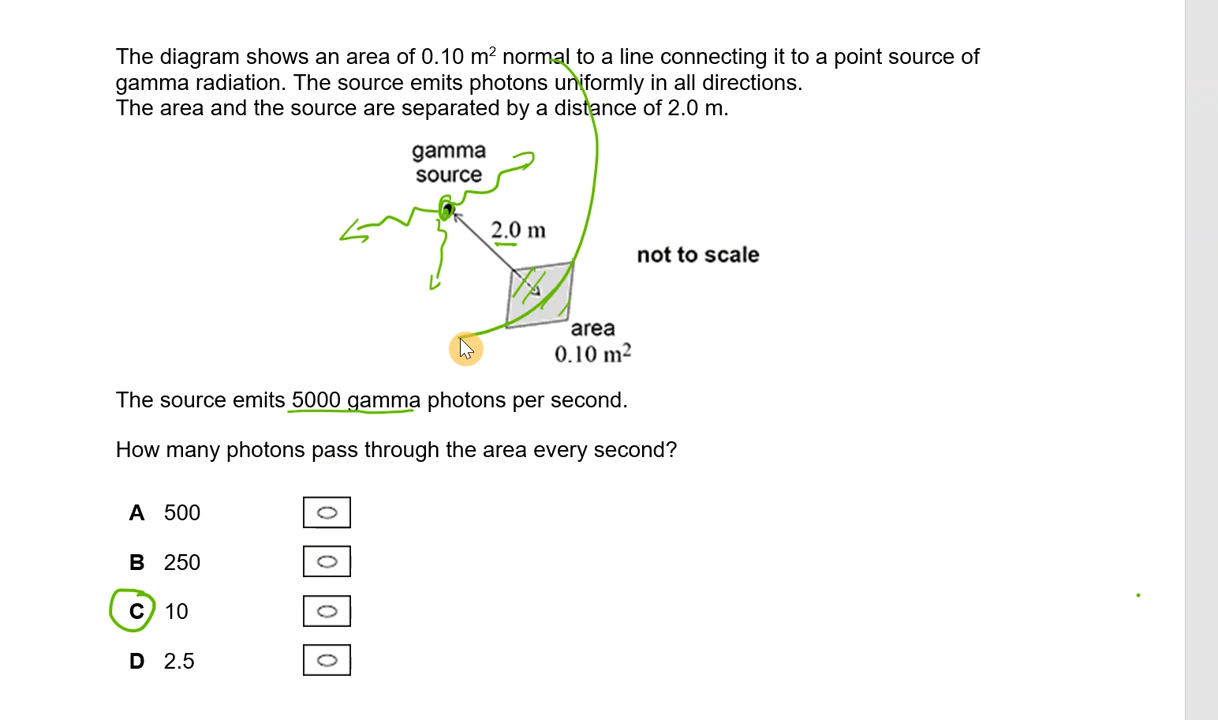 The diagram shows an area of 0.10 m² normal to a line connecting it to a point source of
gamma radiation. The source emits photons uniformly in all directions.
The area and the source are separated by a distance of 2.0 m.
gamma
source
2.0 m
not to scale
area
0.10 m²
The source emits 5000 gamma photons per second.
How many photons pass through the area every second?
A 500
B 250
C 10
D 2.5